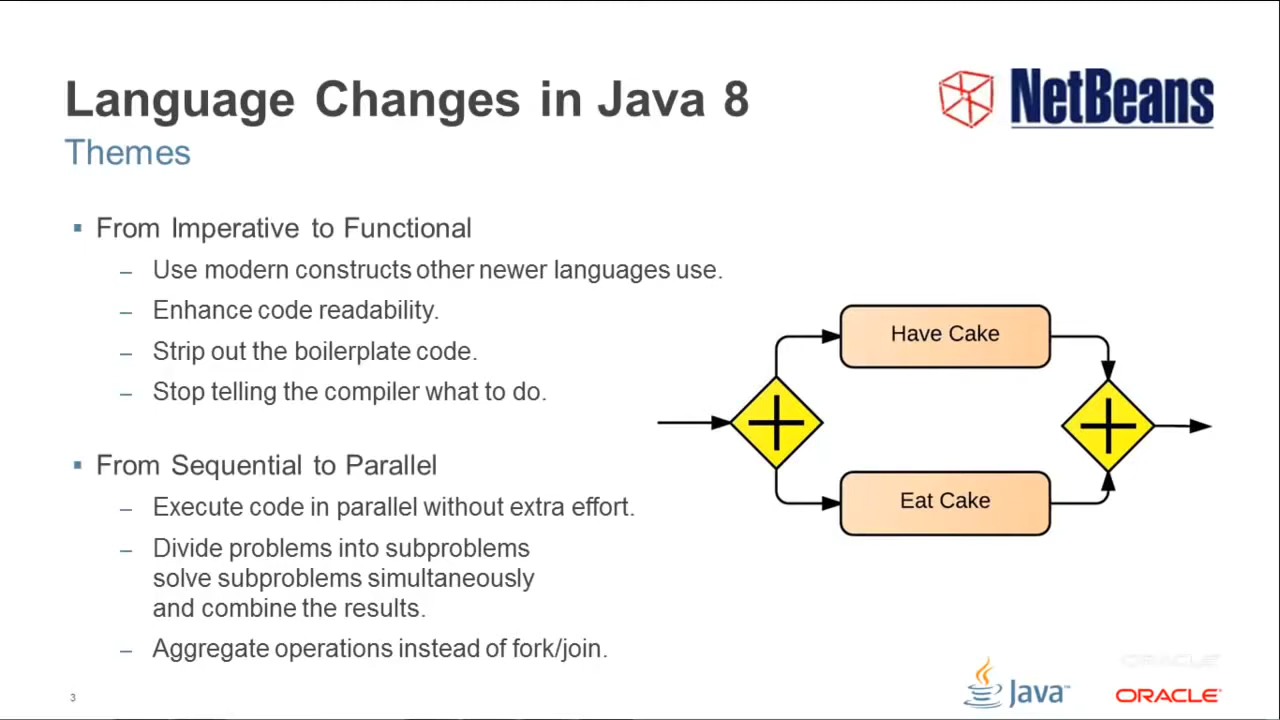 Language Changes in Java 8
NetBeans
Themes
From Imperative to Functional
– Use modern constructs other newer languages use.
– Enhance code readability.
– Strip out the boilerplate code.
– Stop telling the compiler what to do.
Have Cake
Eat Cake
From Sequential to Parallel
– Execute code in parallel without extra effort.
– Divide problems into subproblems
solve subproblems simultaneously
and combine the results.
– Aggregate operations instead of fork/join.
3
Java™
ORACLE
ORACLE